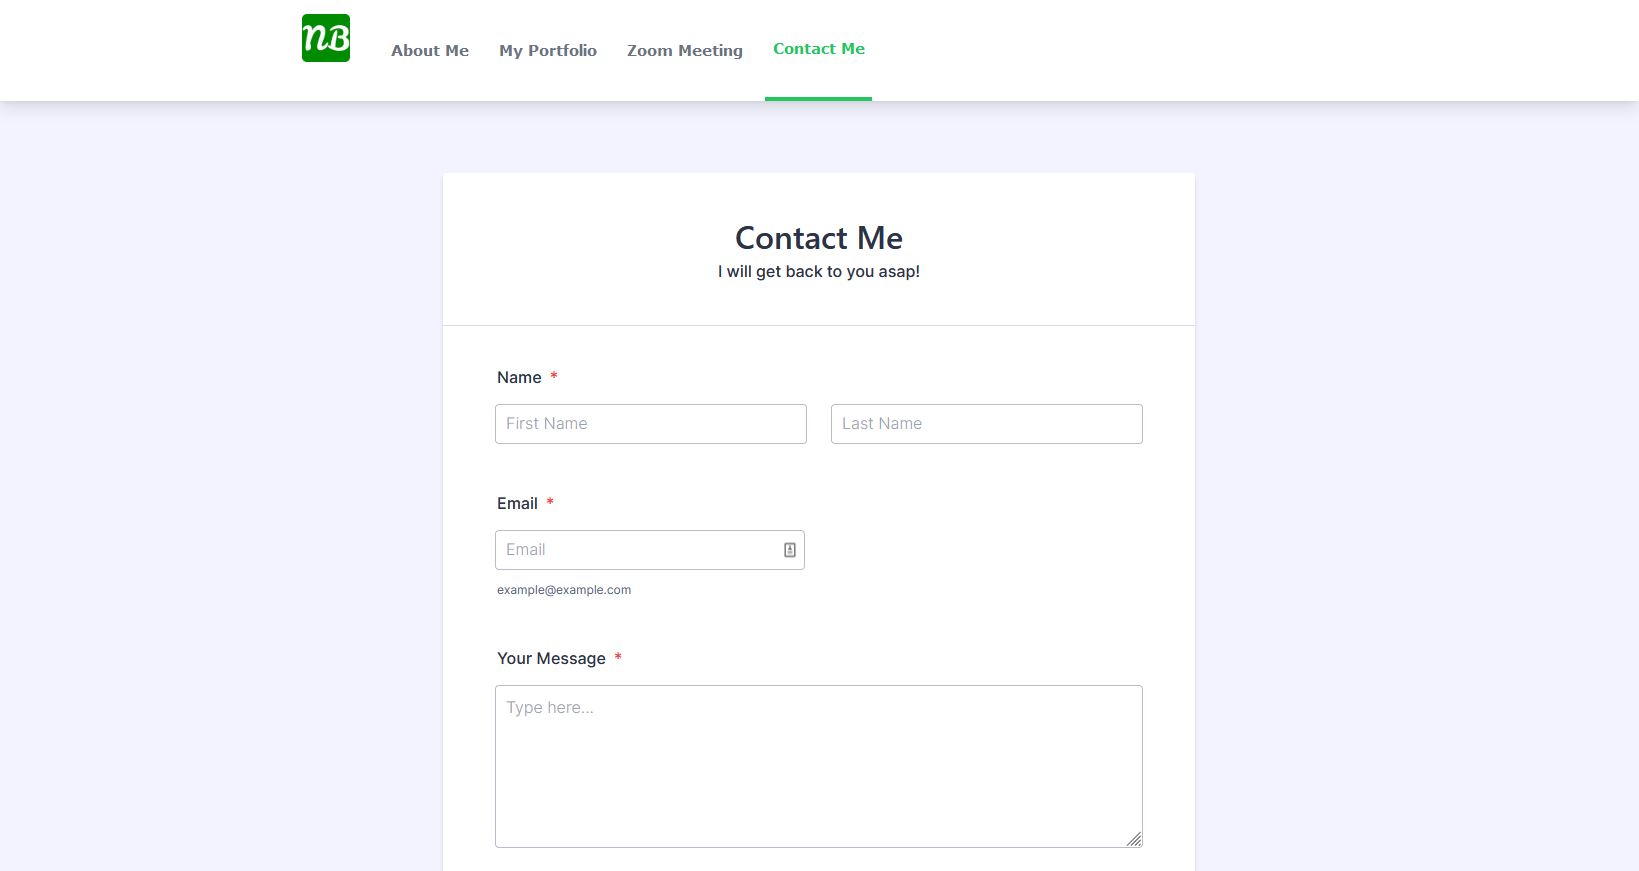 NB
About Me My Portfolio Zoom Meeting Contact Me
Contact Me
I will get back to you asap!
Name *
First Name Last Name
Email *
Email
example@example.com
Your Message *
Type here...